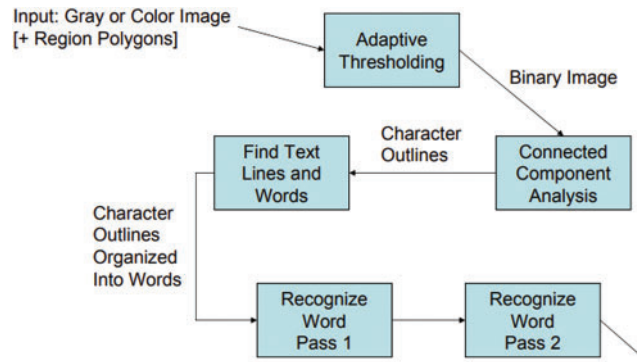 Input: Gray or Color Image
[+ Region Polygons]
Adaptive
Thresholding
Binary Image
Character
Outlines
Find Text
Lines and
Words
Connected
Component
Analysis
Character
Outlines
Organized
Into Words
Recognize
Word
Pass 1
Recognize
Word
Pass 2